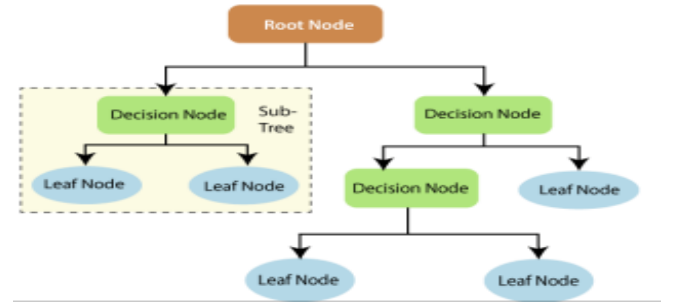 Root Node
Decision Node
Sub-
Tree
Decision Node
Leaf Node
Leaf Node
Decision Node
Leaf Node
Leaf Node
Leaf Node